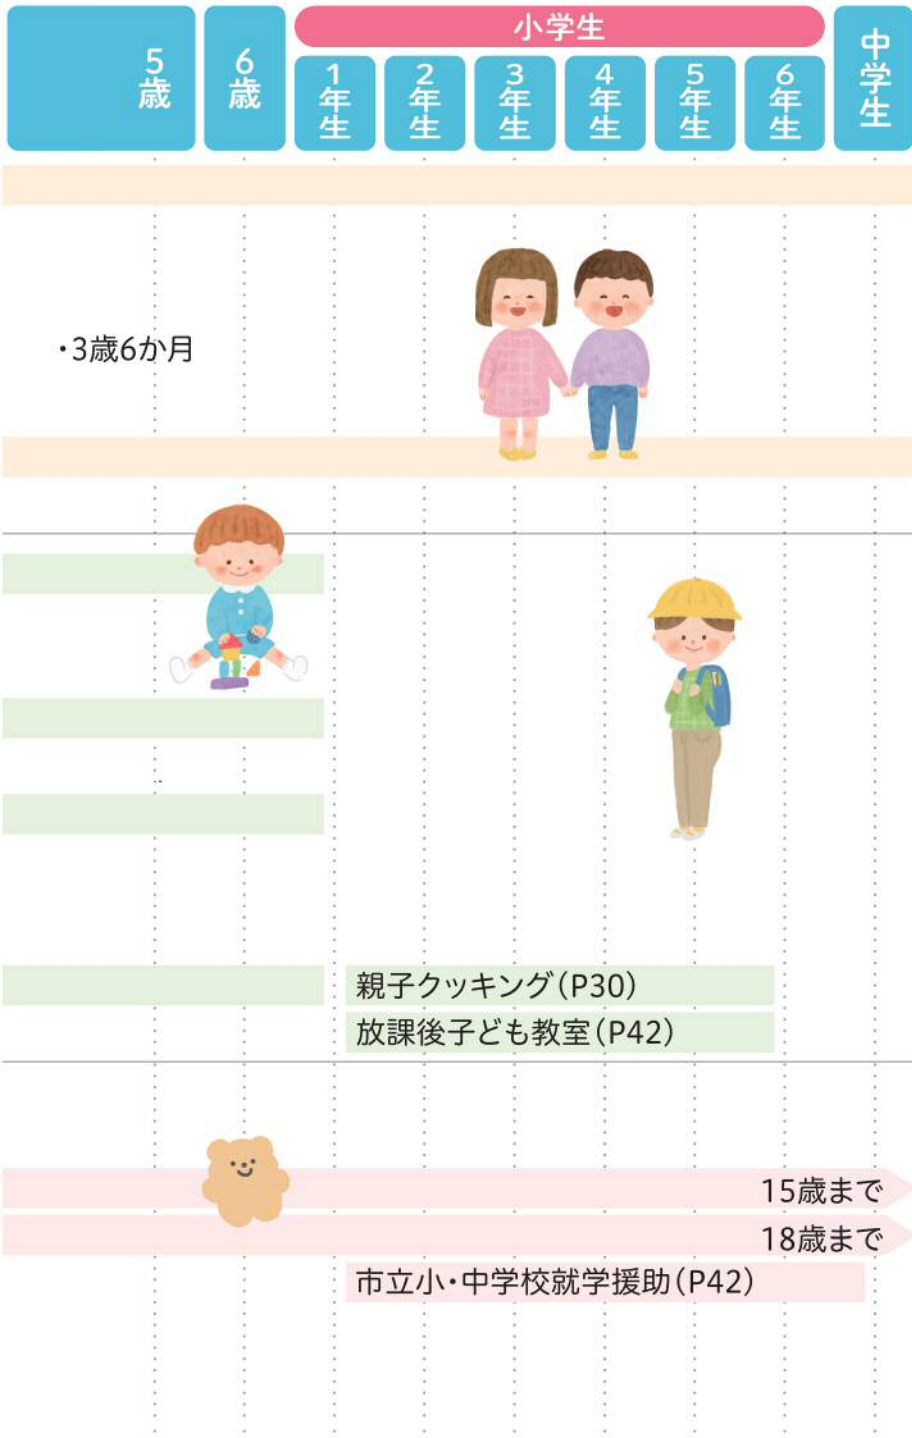 小学生
5歳
6歳
1年生
2年生
3年生
4年生
5年生
6年生
中学生
・3歳6か月
親子クッキング(P30)
放課後子ども教室(P42)
15歳まで
18歳まで
市立小・中学校就学援助(P42)